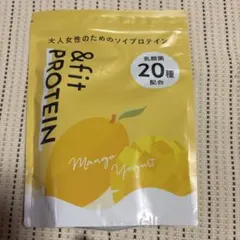 大人女性のためのソイプロテイン
&fit
PROTEIN
乳酸菌
20種
配合
Mango
Yogurt